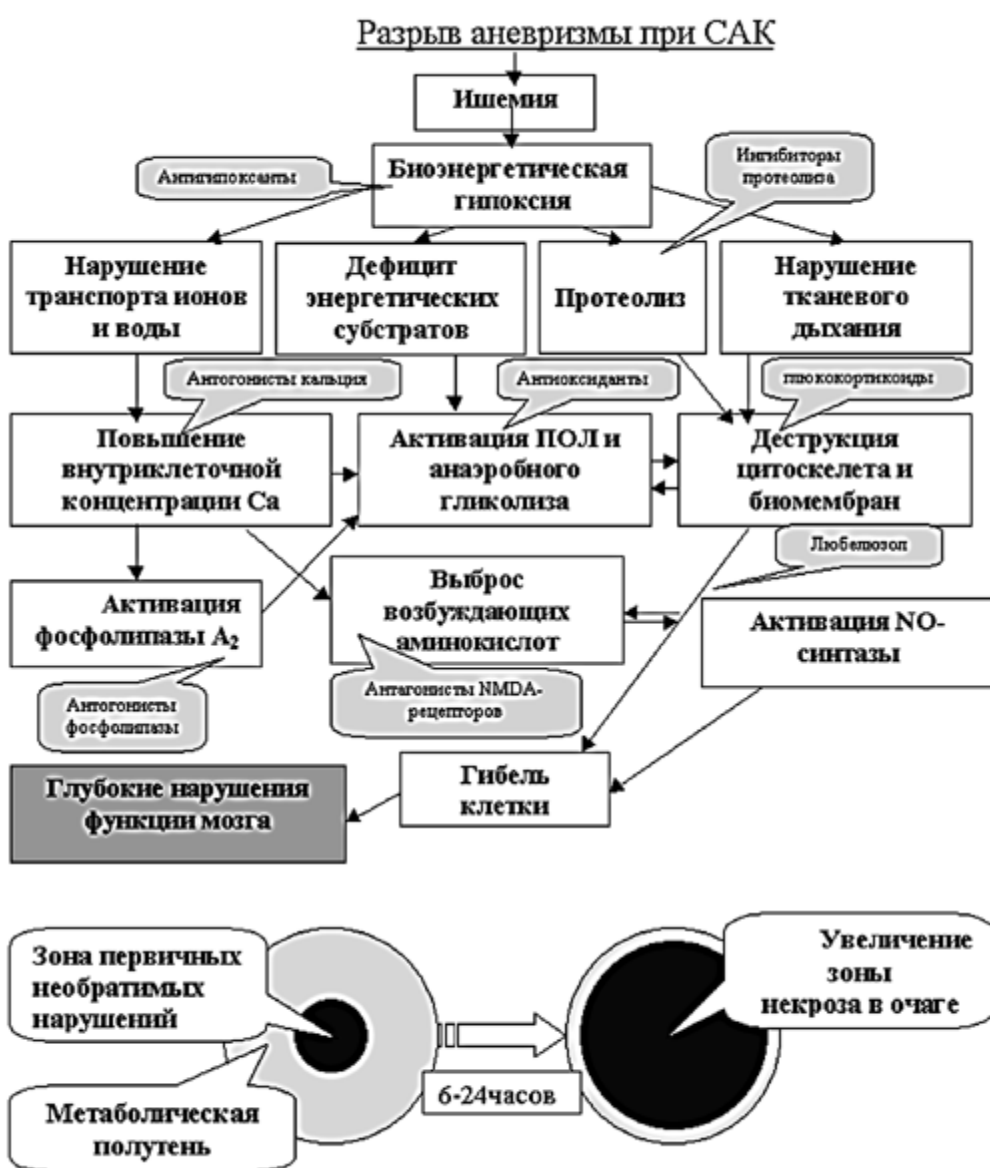 Разрыв аневризмы при САК
Ишемия
Биоэнергетическая
гипоксия
Антигипоксанты
Ингибиторы
протеолиза
Нарушение
транспорта ионов
и воды
Дефицит
энергетических
субстратов
Протеолиз
Нарушение
тканевого
дыхания
Антогонисты кальция
Антиоксиданты
глюкокортикоиды
Повышение
внутриклеточной
концентрации Ca
Активация ПОЛ и
анаэробного
гликолиза
Деструкция
цитоскелета и
биомембран
Любелюзол
Активация
фосфолипазы А₂
Выброс
возбуждающих
аминокислот
Активация NO-
синтазы
Антогонисты
фосфолипазы
Антагонисты NMDA-
рецепторов
Глубокие нарушения
функции мозга
Гибель
клетки
Зона первичных
необратимых
нарушений
Увеличение
зоны
некроза в очаге
6-24часов
Метаболическая
полутень